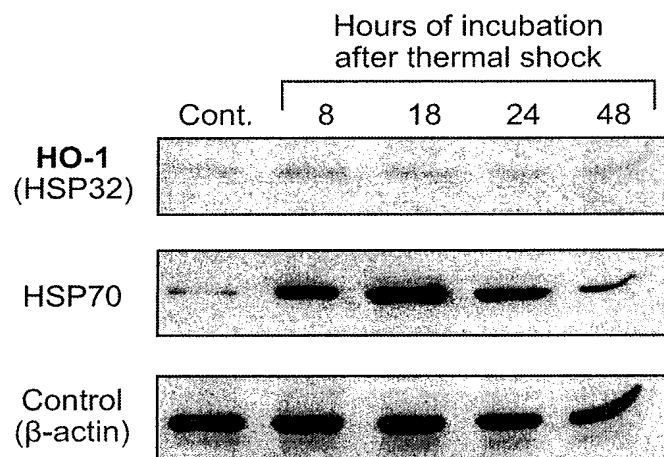 Hours of incubation
after thermal shock
Cont. 8 18 24 48
HO-1
(HSP32)
HSP70
Control
(β-actin)